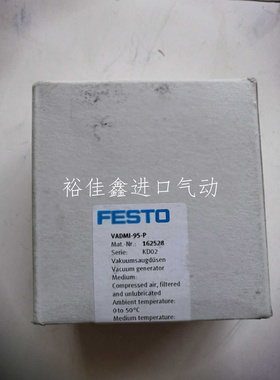 裕佳鑫进口气动
FESTO
VADMI-95-P
Mat.-Nr.: 162528
Serie: KD02
Vakuumsaugdüsen
Vacuum generator
Medium:
Compressed air, filtered
and unlubricated
Ambient temperature:
0 to 50°C
Medium temperature: